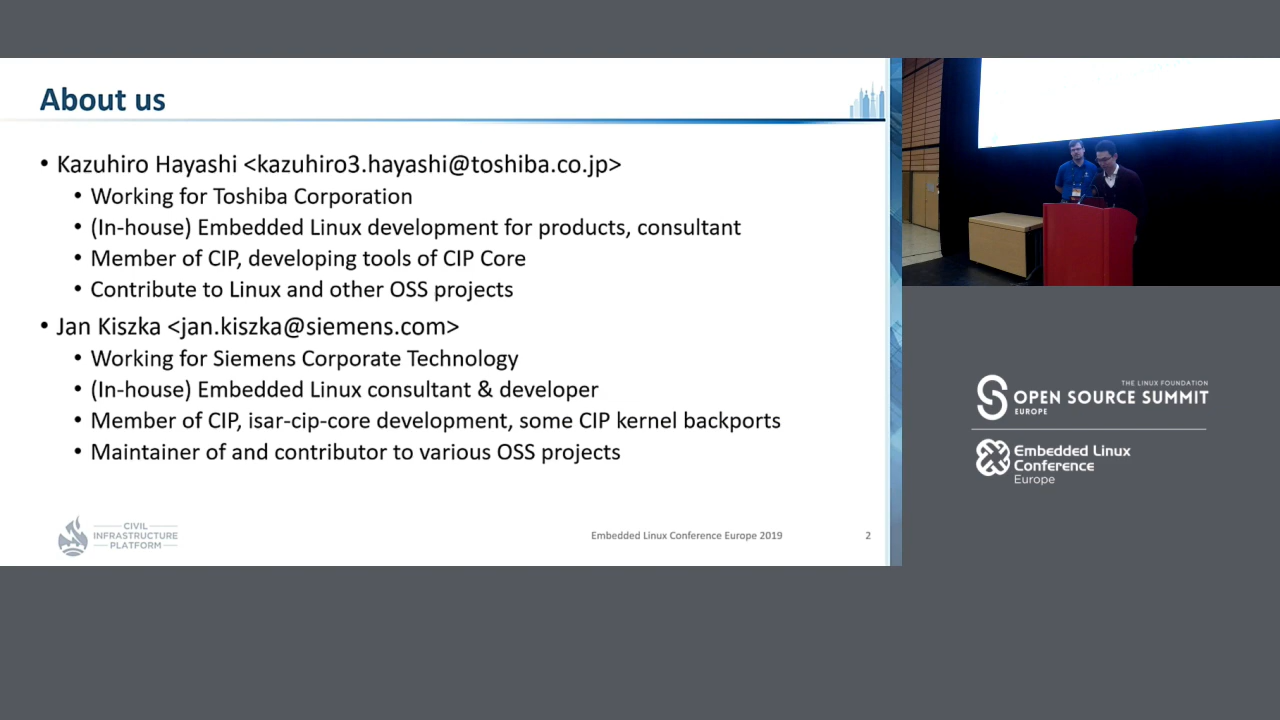 About us
• Kazuhiro Hayashi <kazuhiro3.hayashi@toshiba.co.jp>
• Working for Toshiba Corporation
• (In-house) Embedded Linux development for products, consultant
• Member of CIP, developing tools of CIP Core
• Contribute to Linux and other OSS projects
• Jan Kiszka <jan.kiszka@siemens.com>
• Working for Siemens Corporate Technology
• (In-house) Embedded Linux consultant & developer
• Member of CIP, isar-cip-core development, some CIP kernel backports
• Maintainer of and contributor to various OSS projects
CIVIL
INFRASTRUCTURE
PLATFORM
Embedded Linux Conference Europe 2019
2
THE LINUX FOUNDATION
OPEN SOURCE SUMMIT
EUROPE
Embedded Linux
Conference
Europe